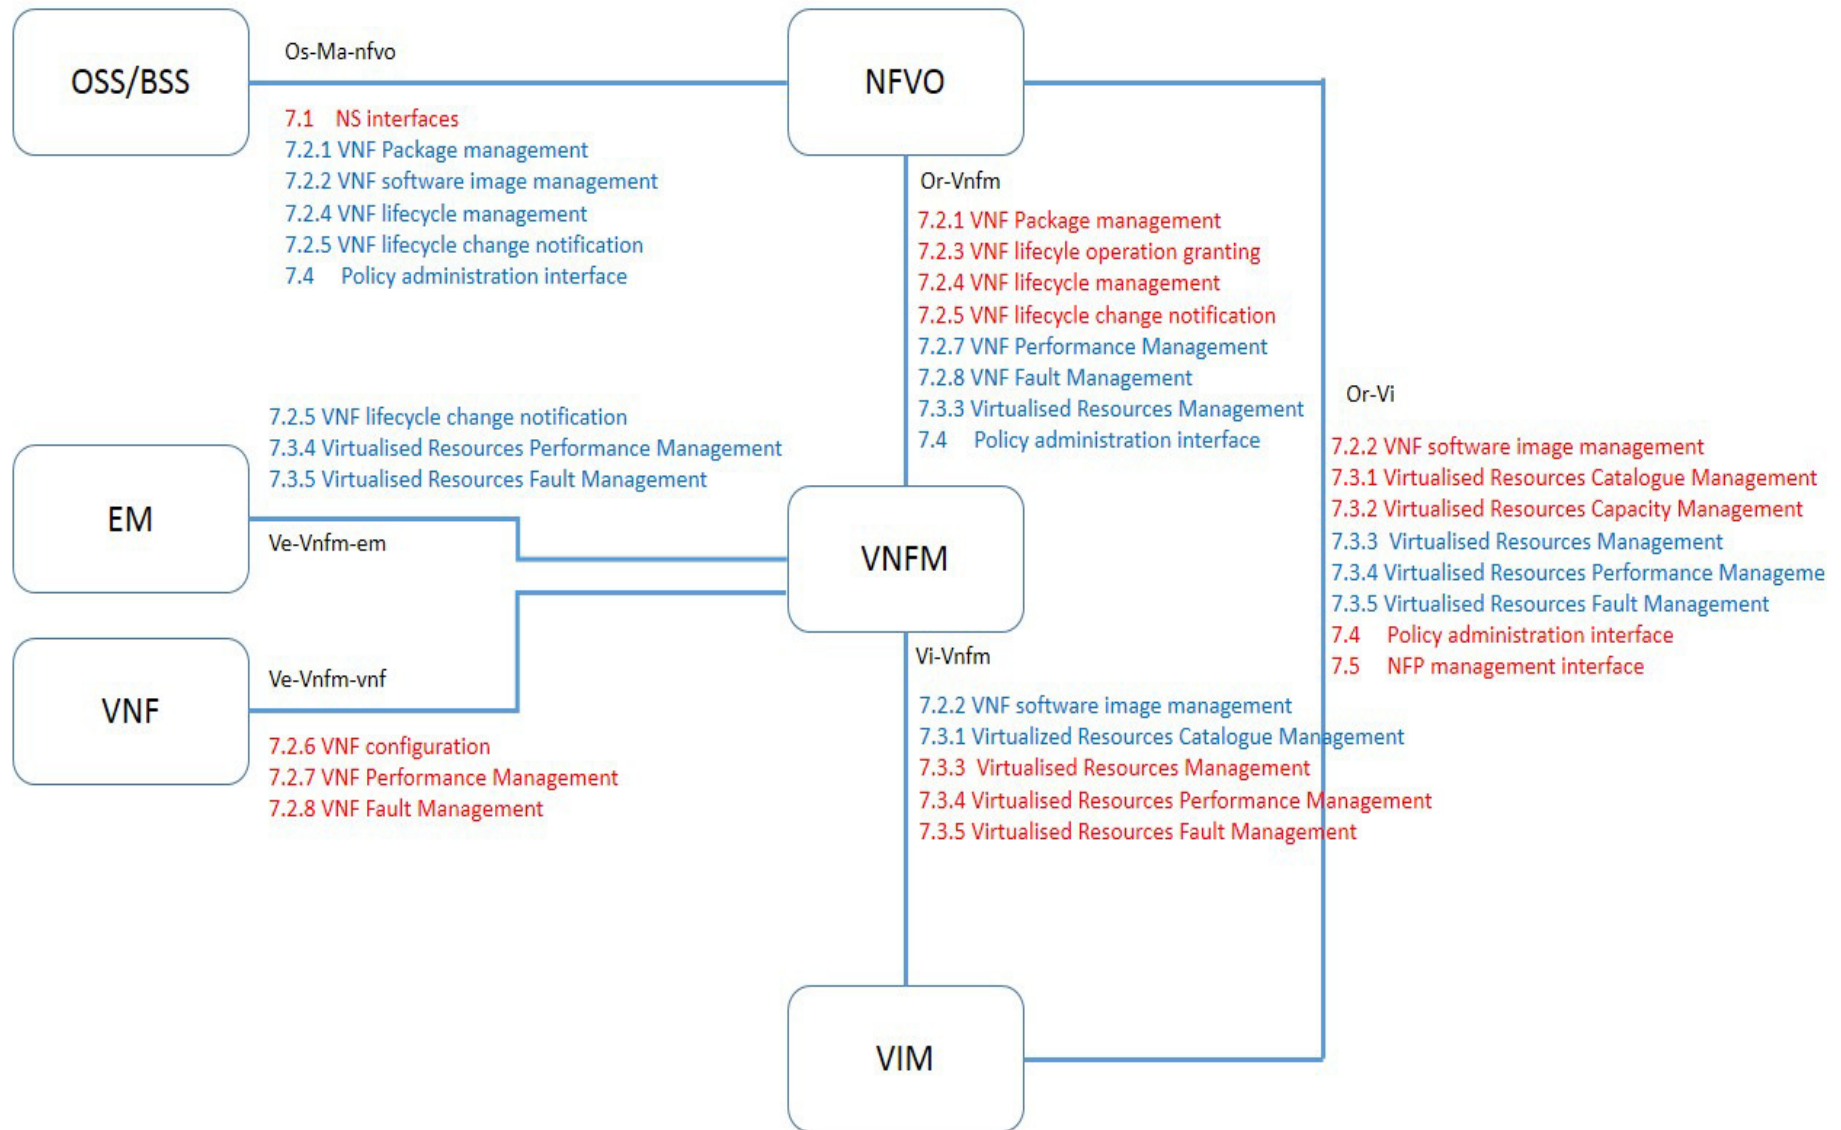 OSS/BSS
Os-Ma-nfvo
NFVO
7.1 NS interfaces
7.2.1 VNF Package management
7.2.2 VNF software image management
7.2.4 VNF lifecycle management
7.2.5 VNF lifecycle change notification
7.4 Policy administration interface
Or-Vnfm
7.2.1 VNF Package management
7.2.3 VNF lifecyle operation granting
7.2.4 VNF lifecycle management
7.2.5 VNF lifecycle change notification
7.2.7 VNF Performance Management
7.2.8 VNF Fault Management
7.3.3 Virtualised Resources Management
7.4 Policy administration interface
Or-Vi
7.2.2 VNF software image management
7.3.1 Virtualised Resources Catalogue Management
7.3.2 Virtualised Resources Capacity Management
7.3.3 Virtualised Resources Management
7.3.4 Virtualised Resources Performance Manageme
7.3.5 Virtualised Resources Fault Management
7.4 Policy administration interface
7.5 NFP management interface
7.2.5 VNF lifecycle change notification
7.3.4 Virtualised Resources Performance Management
7.3.5 Virtualised Resources Fault Management
EM
Ve-Vnfm-em
VNFM
VNF
Ve-Vnfm-vnf
7.2.6 VNF configuration
7.2.7 VNF Performance Management
7.2.8 VNF Fault Management
Vi-Vnfm
7.2.2 VNF software image management
7.3.1 Virtualized Resources Catalogue Management
7.3.3 Virtualised Resources Management
7.3.4 Virtualised Resources Performance Management
7.3.5 Virtualised Resources Fault Management
VIM